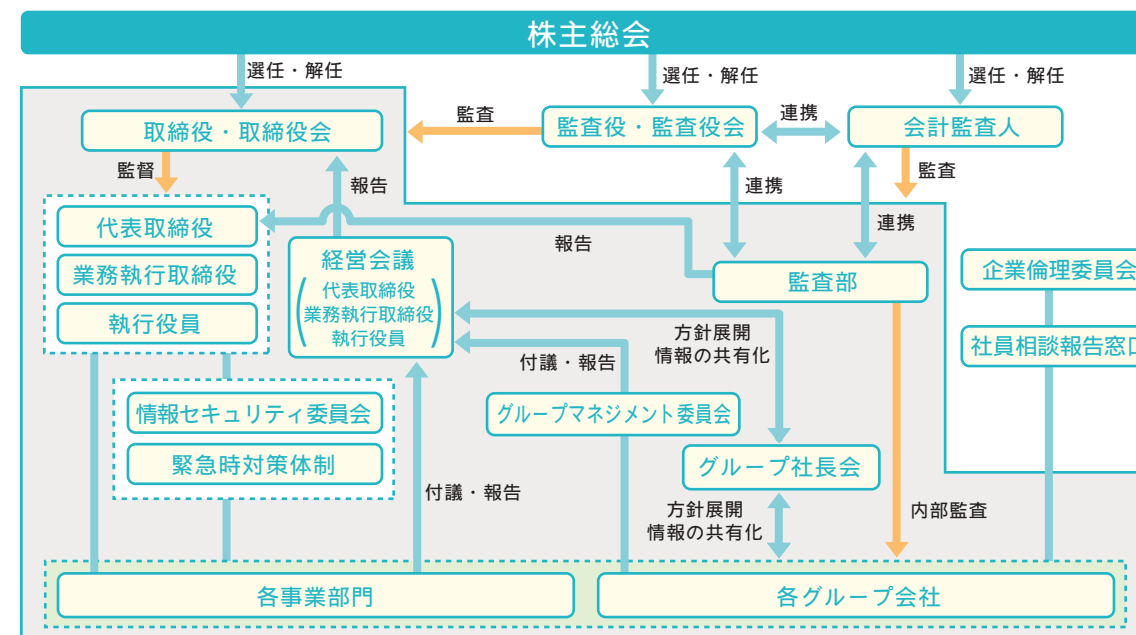 株主総会
選任・解任
選任・解任
選任・解任
取締役・取締役会
監査
監査役・監査役会
連携
会計監査人
監督
報告
連携
監査
代表取締役
業務執行取締役
執行役員
報告
連携
経営会議
代表取締役
業務執行取締役
執行役員
監査部
企業倫理委員会
社員相談報告窓口
方針展開
情報の共有化
付議・報告
情報セキュリティ委員会
緊急時対策体制
グループマネジメント委員会
グループ社長会
付議・報告
方針展開
情報の共有化
内部監査
各事業部門
各グループ会社